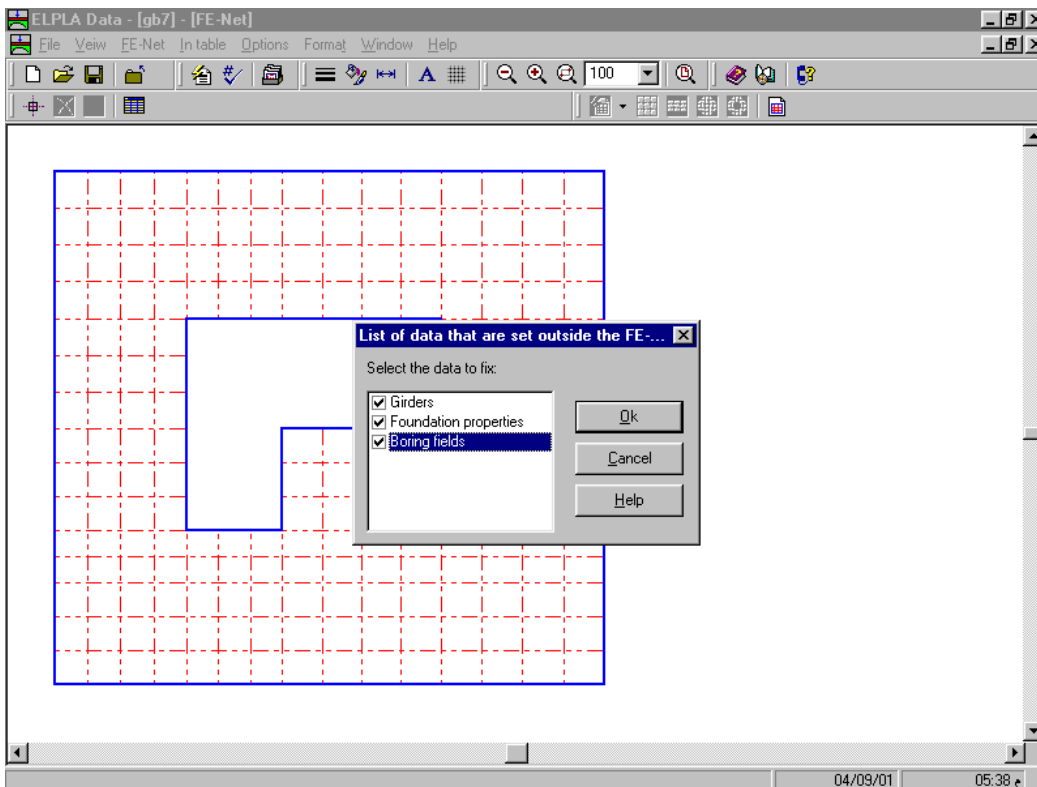 ELPLA Data - [gb7] - [FE-Net]
File Veiw FE-Net In table Options Format Window Help
100
A
List of data that are set outside the FE-...
Select the data to fix:
Girders
Foundation properties
Boring fields
Ok
Cancel
Help
04/09/01 05:38 م